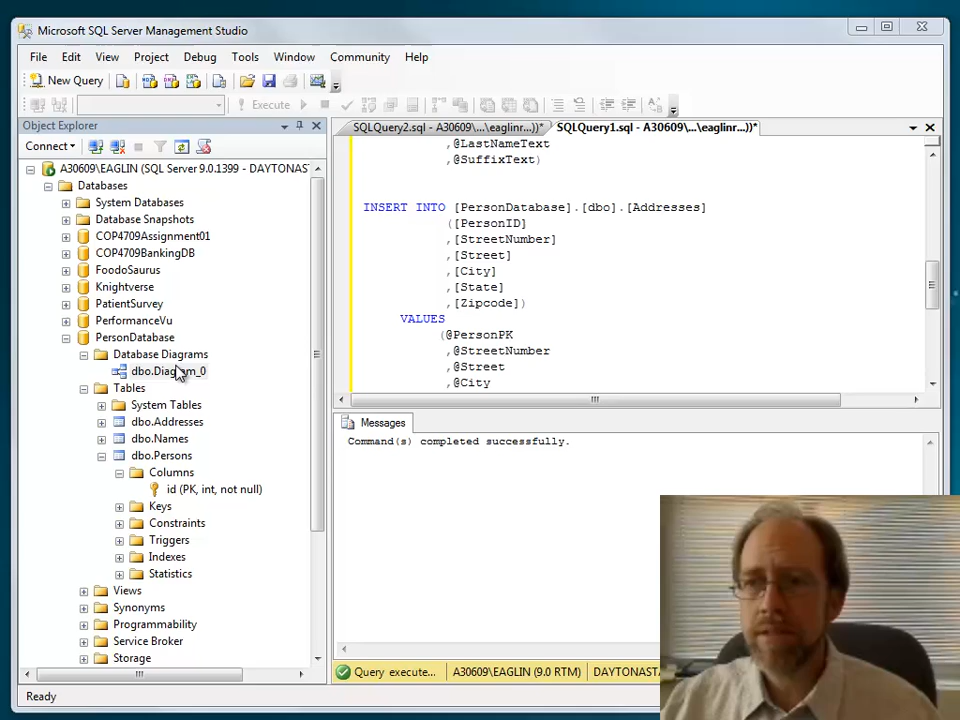 Microsoft SQL Server Management Studio
File Edit View Project Debug Tools Window Community Help
New Query
Execute
Object Explorer
SQLQuery2.sql - A30609\...\eaglinr...))* SQLQuery1.sql - A30609\...\eaglinr...))*
Connect
A30609\EAGLIN (SQL Server 9.0.1399 - DAYTONAST
Databases
System Databases
Database Snapshots
COP4709Assignment01
COP4709BankingDB
FoodoSaurus
Knightverse
PatientSurvey
PerformanceVu
PersonDatabase
Database Diagrams
dbo.Diagram_0
Tables
System Tables
dbo.Addresses
dbo.Names
dbo.Persons
Columns
id (PK, int, not null)
Keys
Constraints
Triggers
Indexes
Statistics
Views
Synonyms
Programmability
Service Broker
Storage
,@LastNameText
,@SuffixText)
INSERT INTO [PersonDatabase].[dbo].[Addresses]
([PersonID]
,[StreetNumber]
,[Street]
,[City]
,[State]
,[Zipcode])
VALUES
(@PersonPK
,@StreetNumber
,@Street
,@City
Messages
Command(s) completed successfully.
Query execute... A30609\EAGLIN (9.0 RTM) DAYTONASTA
Ready